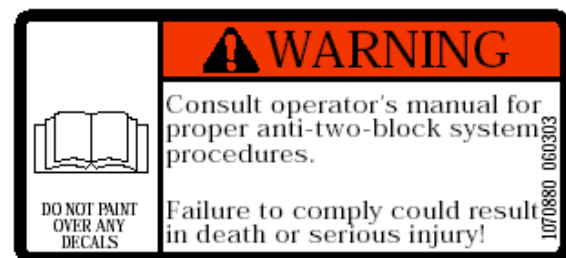 WARNING
Consult operator's manual for
proper anti-two-block system
procedures.
Failure to comply could result
in death or serious injury!
DO NOT PAINT
OVER ANY
DECALS
1070880 060303